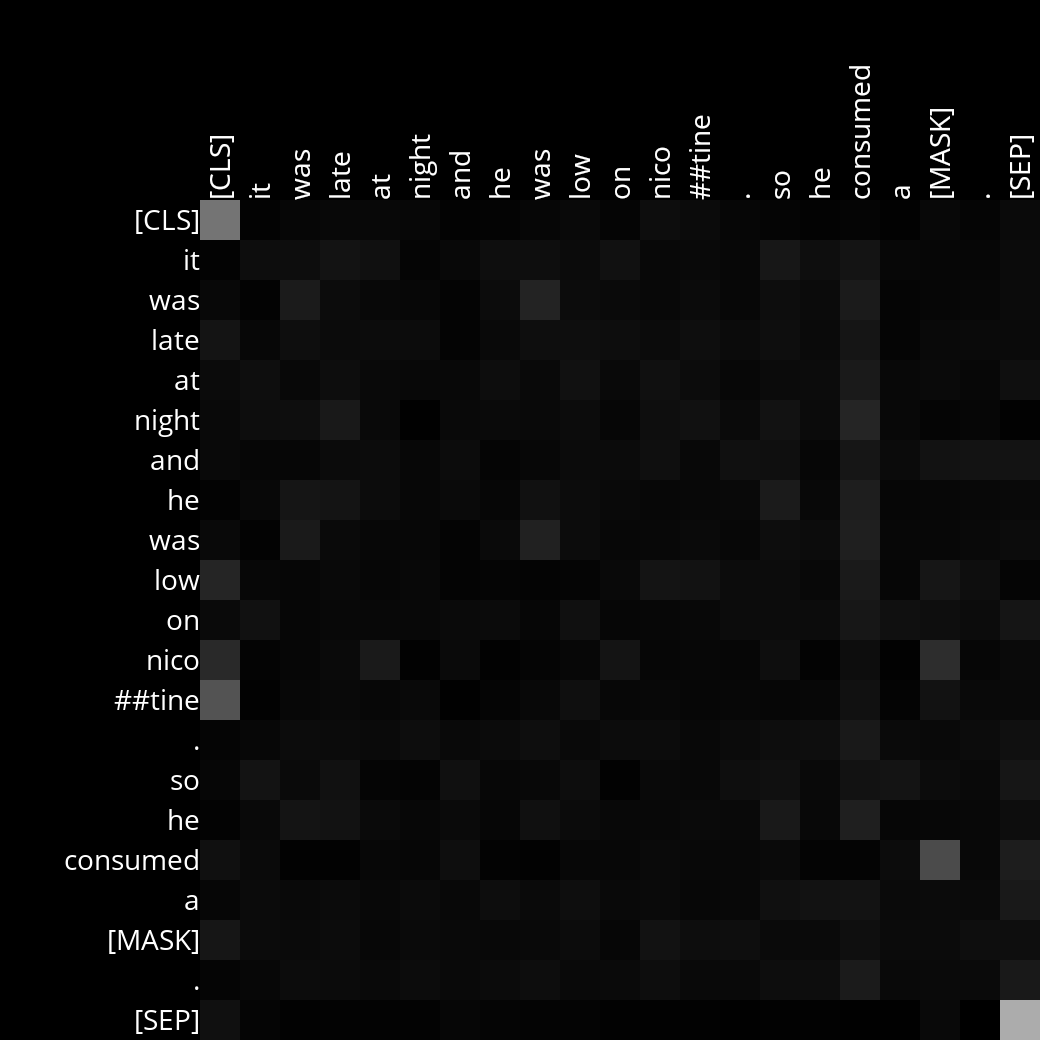 [CLS] it was late at night and he was low on nico ##tine . so he consumed a [MASK] . [SEP]
[CLS]
it
was
late
at
night
and
he
was
low
on
nico
##tine
.
so
he
consumed
a
[MASK]
.
[SEP]